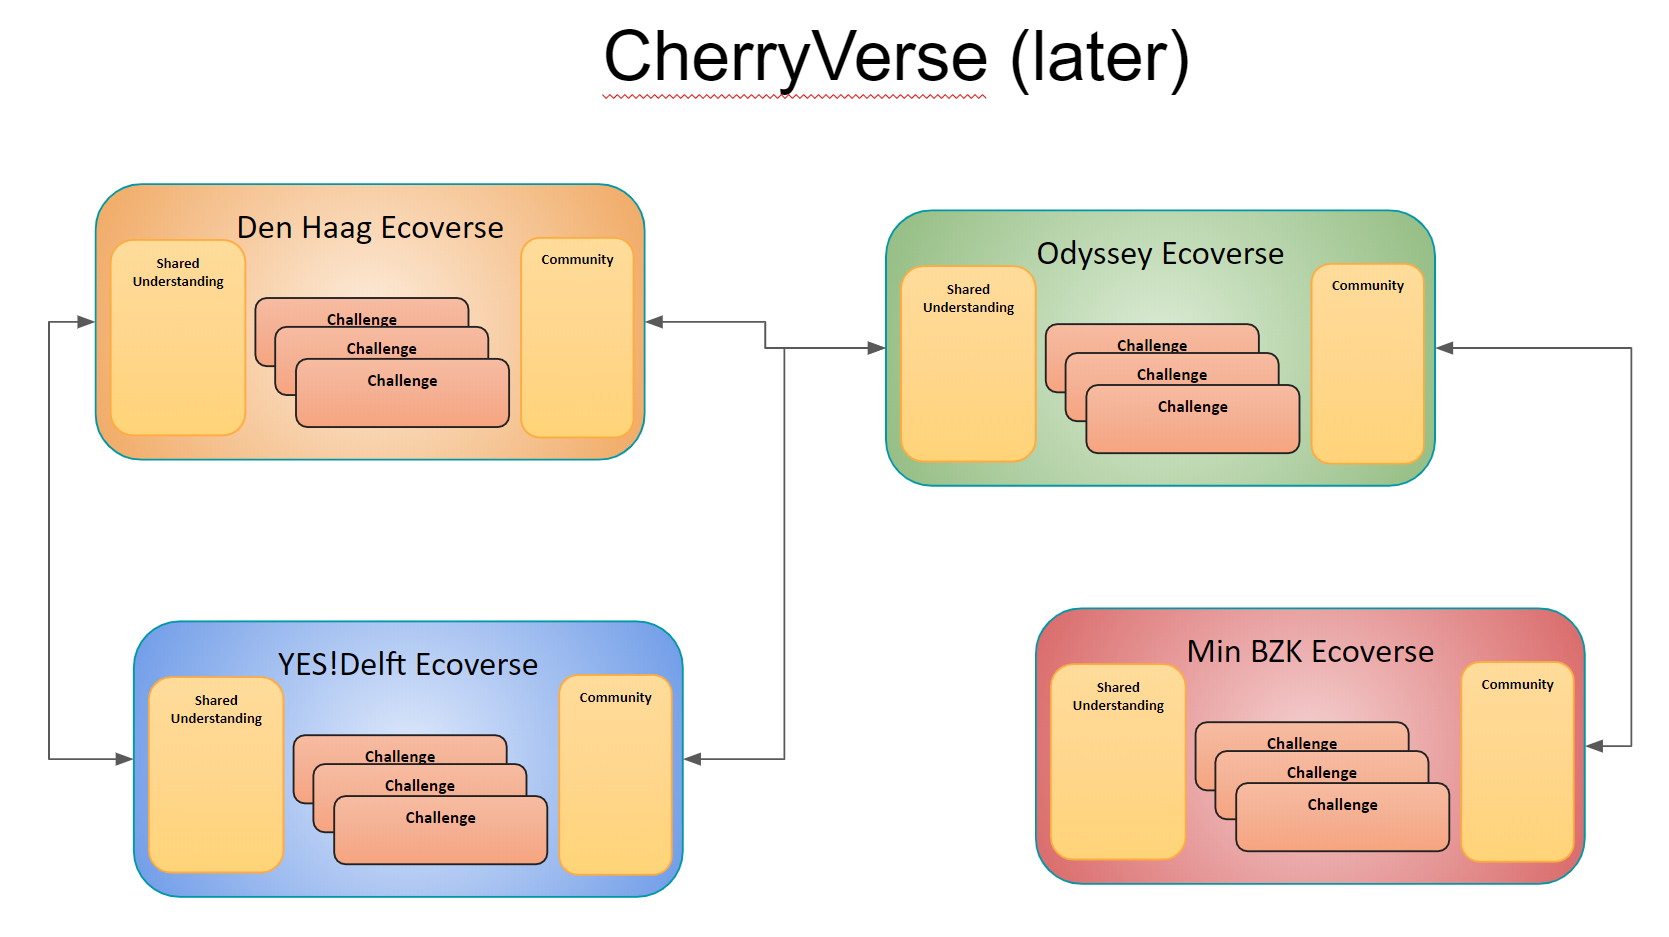 CherryVerse (later)
Den Haag Ecoverse
Shared
Understanding
Challenge
Challenge
Challenge
Community
Odyssey Ecoverse
Shared
Understanding
Challenge
Challenge
Challenge
Community
YES!Delft Ecoverse
Shared
Understanding
Challenge
Challenge
Challenge
Community
Min BZK Ecoverse
Shared
Understanding
Challenge
Challenge
Challenge
Community